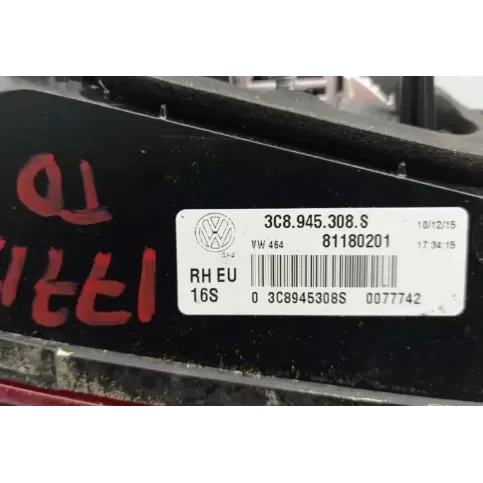 3C8.945.308.S 10/12/15
VW 464 81180201 17:34:15
RH EU
16S 0 3C8945308S 0077742